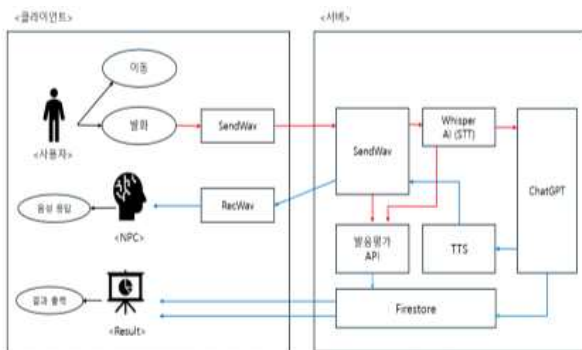 <클라이언트>
<서버>
이동
발화
SendWav
<사용자>
SendWav
Whisper
AI (STT)
ChatGPT
음성 응답
<NPC>
RecWav
발음평가
API
TTS
결과 출력
<Result>
Firestore